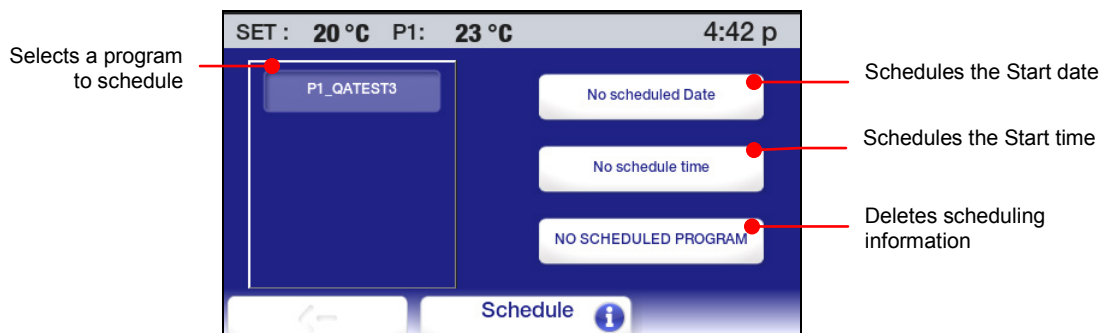 SET : 20 °C P1: 23 °C 4:42 p
Selects a program
to schedule
P1_QATEST3
No scheduled Date
Schedules the Start date
No schedule time
Schedules the Start time
NO SCHEDULED PROGRAM
Deletes scheduling
information
Schedule